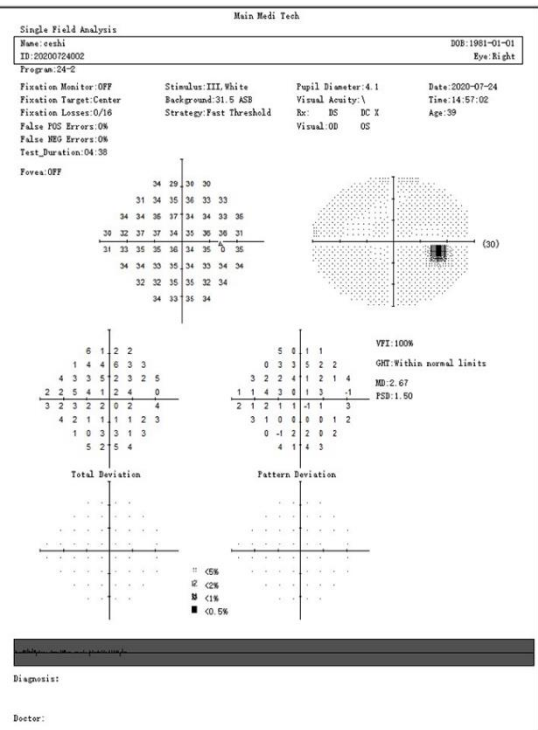 Main Medi Tech
Single Field Analysis
Name:ceshi DOB:1981-01-01
ID:20200724002 Eye:Right
Program:24-2
Fixation Monitor:OFF Stimulus:III,White Pupil Diameter:4.1 Date:2020-07-24
Fixation Target:Center Background:31.5 ASB Visual Acuity:\ Time:14:57:02
Fixation Losses:0/16 Strategy:Fast Threshold Rx: DS DC X Age:39
False POS Errors:0% Visual:OD OS
False NEG Errors:0%
Test_Duration:04:38
Fovea:OFF
34 29 30 30
31 34 35 36 33 33
34 34 36 37 34 34 33 35
30 32 37 37 34 35 36 36 31
31 33 35 35 36 34 35 0 35
34 34 33 35 34 33 34 34
32 32 35 35 32 34
34 33 35 34
(30)
6 1 2 2
1 4 4 6 3 3
4 3 3 5 2 3 2 5
2 2 5 4 1 2 4 0
3 2 3 2 2 0 2 4
4 2 1 1 1 1 2 3
1 0 3 3 1 3
5 2 5 4
5 0 1 1
0 3 3 5 2 2
3 2 2 4 1 2 1 4
1 1 4 3 0 1 3 -1
2 1 2 1 1 -1 1 3
3 1 0 0 0 0 1 2
0 -1 2 2 0 2
4 1 4 3
VFI:100%
GHT:Within normal limits
MD:2.67
PSD:1.50
Total Deviation Pattern Deviation
<5%
<2%
<1%
<0.5%
Diagnosis:
Doctor: